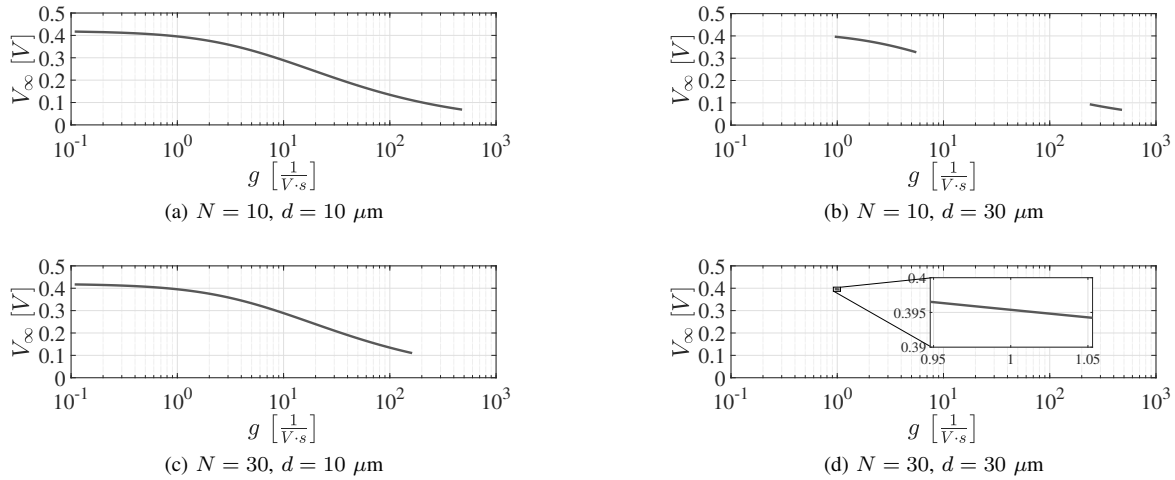 0.5
0.4
0.3
0.2
0.1
0
V∞ [V]
10^-1 10^0 10^1 10^2 10^3
g [1/V·s]
(a) N = 10, d = 10 μm
0.5
0.4
0.3
0.2
0.1
0
V∞ [V]
10^-1 10^0 10^1 10^2 10^3
g [1/V·s]
(b) N = 10, d = 30 μm
0.5
0.4
0.3
0.2
0.1
0
V∞ [V]
10^-1 10^0 10^1 10^2 10^3
g [1/V·s]
(c) N = 30, d = 10 μm
0.5
0.4
0.3
0.2
0.1
0
V∞ [V]
0.4
0.395
0.39
0.95 1 1.05
10^-1 10^0 10^1 10^2 10^3
g [1/V·s]
(d) N = 30, d = 30 μm